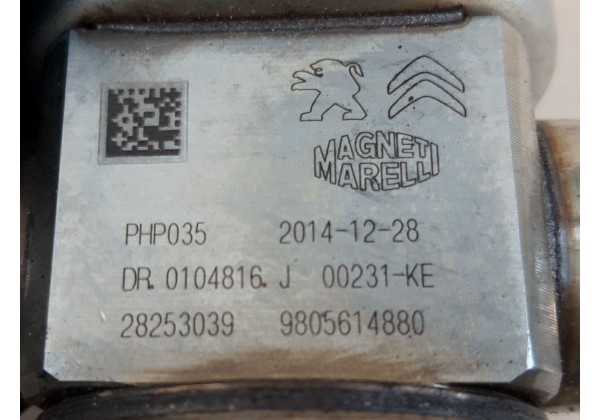 MAGNETI
MARELLI
PHP035 2014-12-28
DR.0104816.J 00231-KE
28253039 9805614880